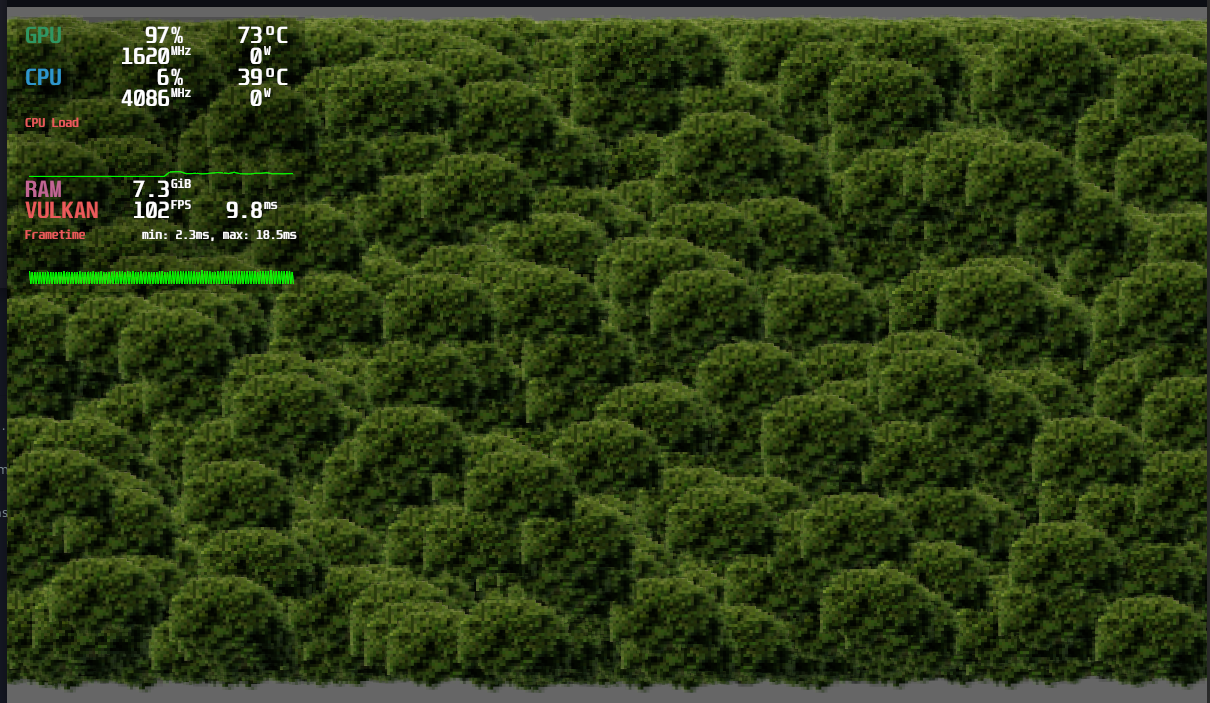 GPU 97% 73°C
1620MHz 0W
CPU 6% 39°C
4086MHz 0W
CPU Load
RAM 7.3GiB
VULKAN 102FPS 9.8ms
Frametime min: 2.3ms, max: 18.5ms